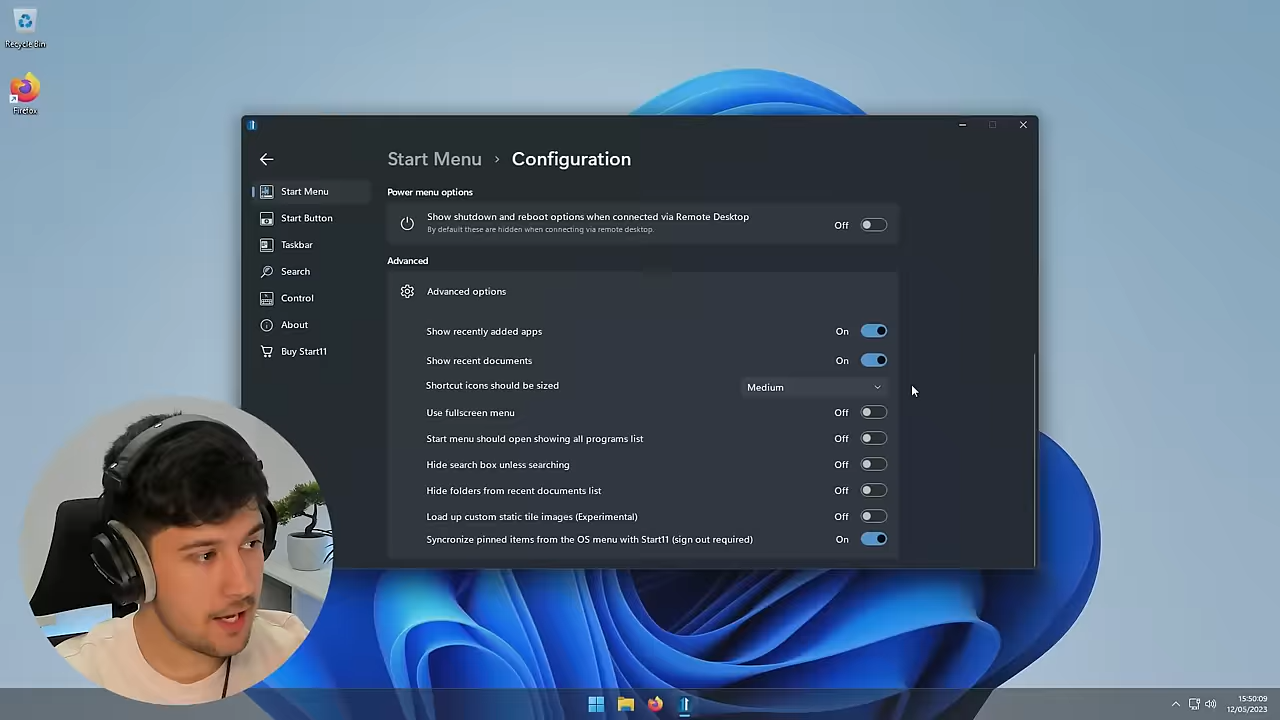 Recycle Bin
Firefox
Start Menu › Configuration
Start Menu
Start Button
Taskbar
Search
Control
About
Buy Start11
Power menu options
Show shutdown and reboot options when connected via Remote Desktop
By default these are hidden when connecting via remote desktop.
Off
Advanced
Advanced options
Show recently added apps On
Show recent documents On
Shortcut icons should be sized Medium
Use fullscreen menu Off
Start menu should open showing all programs list Off
Hide search box unless searching Off
Hide folders from recent documents list Off
Load up custom static tile images (Experimental) Off
Syncronize pinned items from the OS menu with Start11 (sign out required) On
15:50:09
12/05/2023